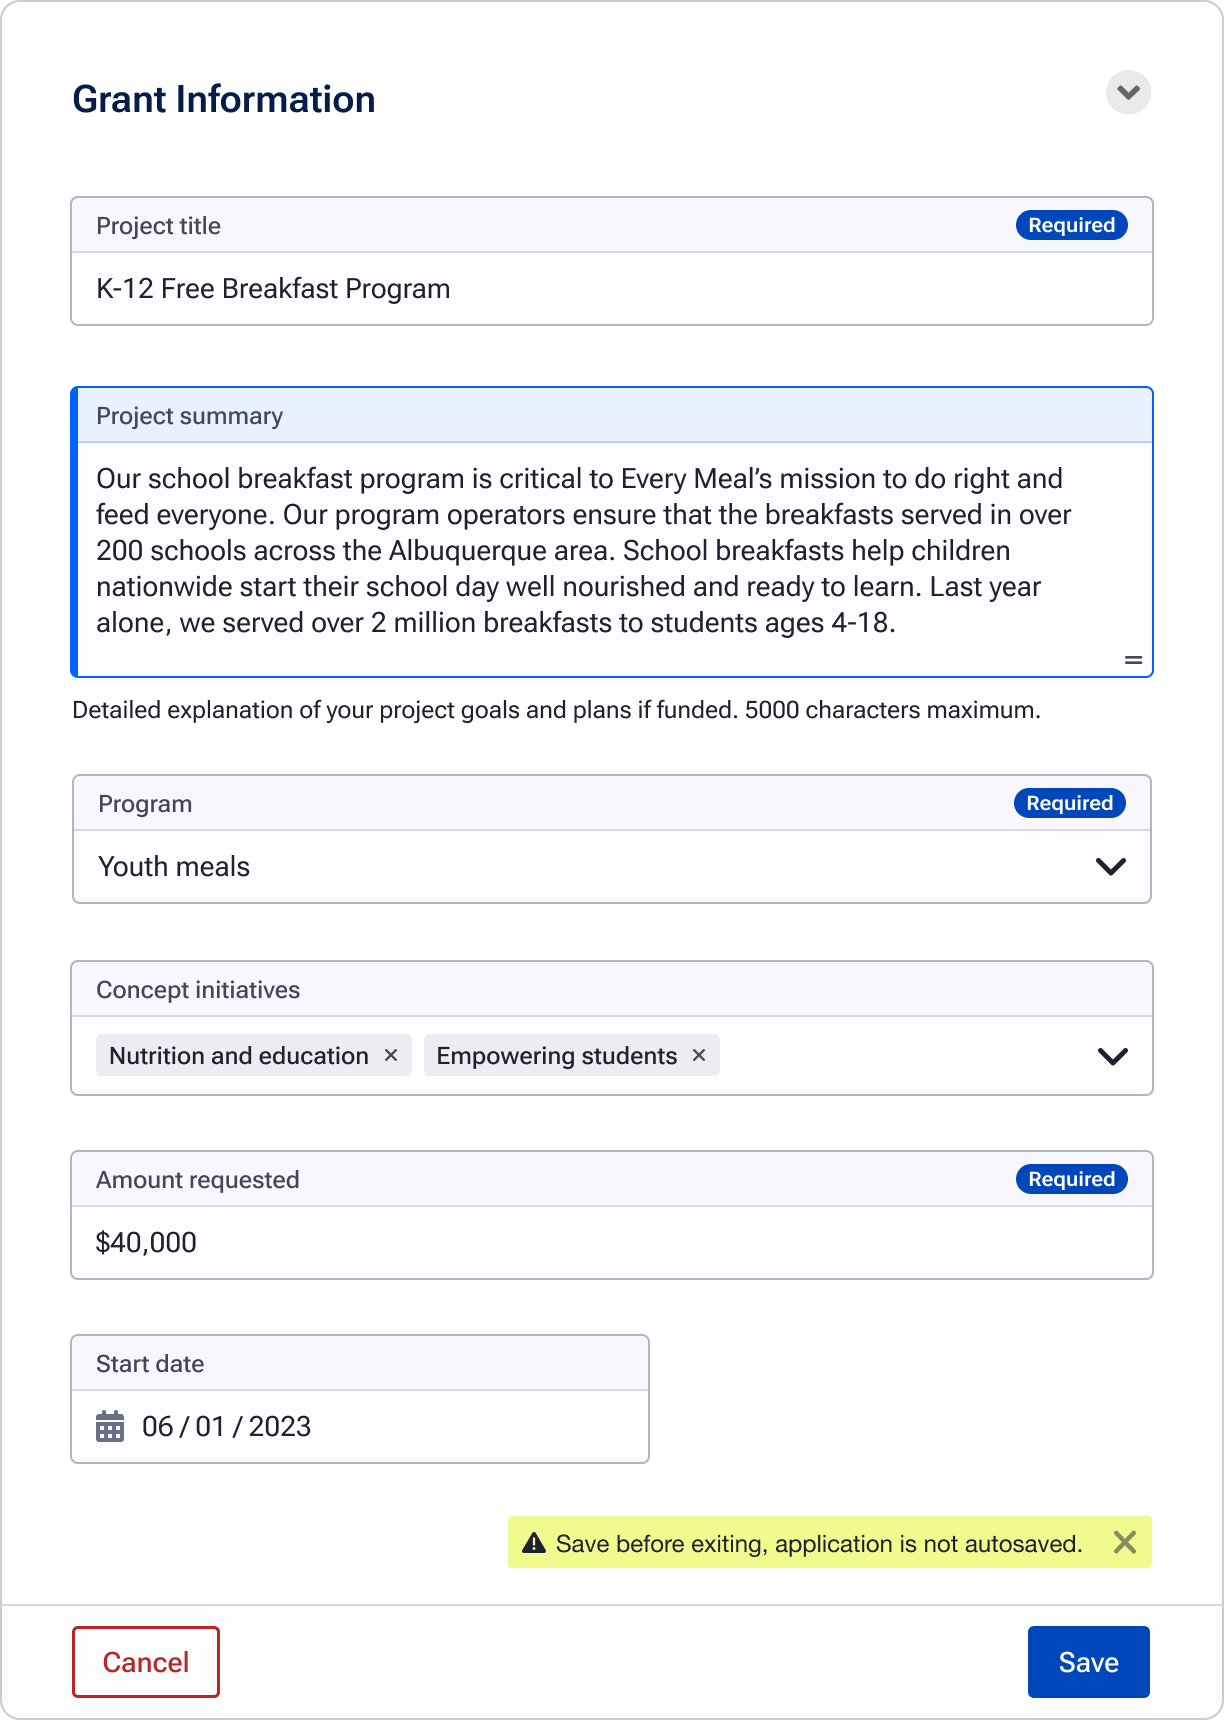 Grant Information
Project title
Required
K-12 Free Breakfast Program
Project summary
Our school breakfast program is critical to Every Meal’s mission to do right and
feed everyone. Our program operators ensure that the breakfasts served in over
200 schools across the Albuquerque area. School breakfasts help children
nationwide start their school day well nourished and ready to learn. Last year
alone, we served over 2 million breakfasts to students ages 4-18.
Detailed explanation of your project goals and plans if funded. 5000 characters maximum.
Program
Required
Youth meals
Concept initiatives
Nutrition and education
Empowering students
Amount requested
Required
$40,000
Start date
06 / 01 / 2023
Save before exiting, application is not autosaved.
Cancel
Save